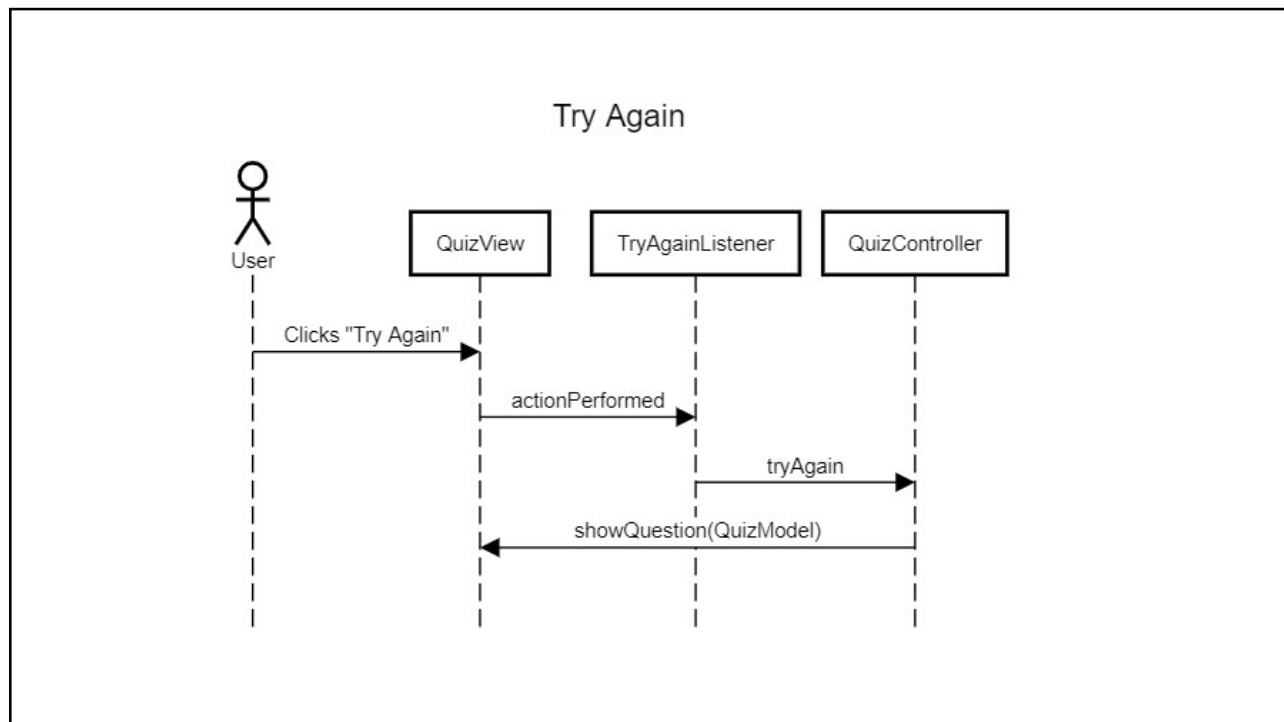 Try Again
User
QuizView
TryAgainListener
QuizController
Clicks "Try Again"
actionPerformed
tryAgain
showQuestion(QuizModel)